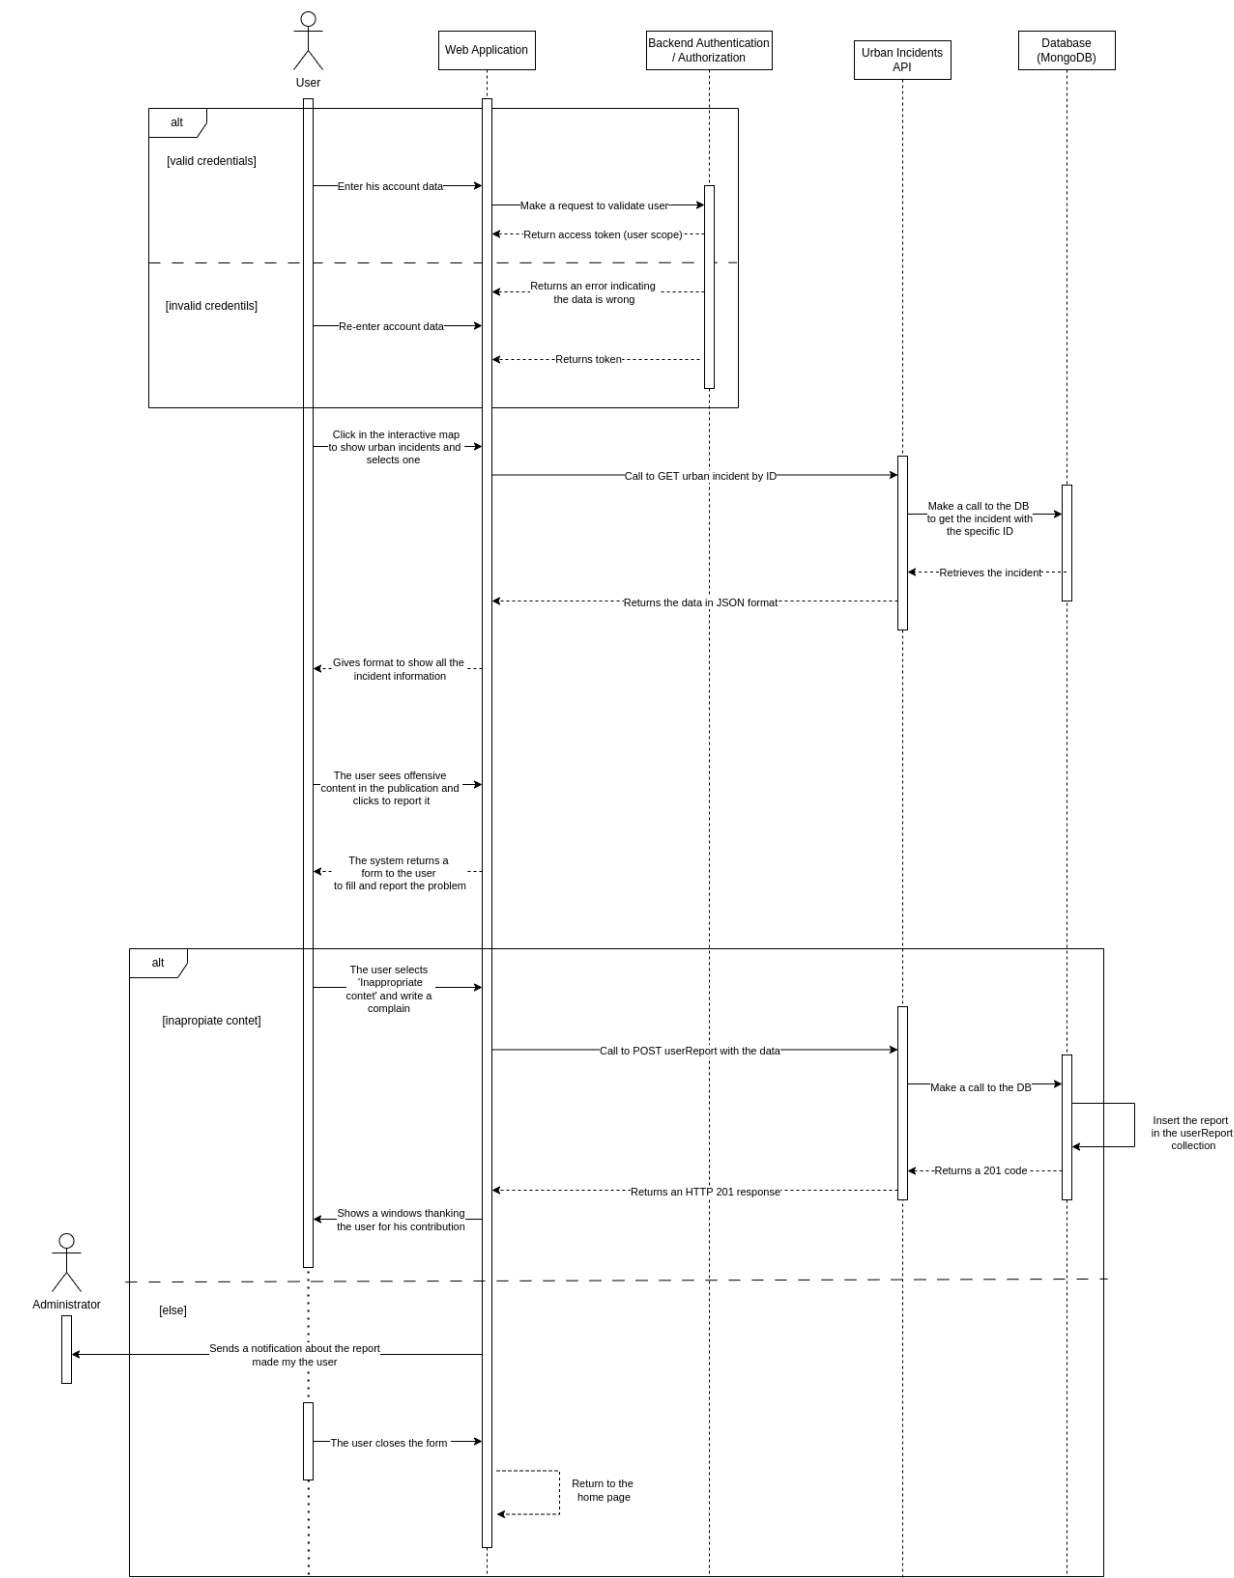 User
Web Application
Backend Authentication
/ Authorization
Urban Incidents
API
Database
(MongoDB)
alt
[valid credentials]
Enter his account data
Make a request to validate user
Return access token (user scope)
[invalid credentils]
Returns an error indicating
the data is wrong
Re-enter account data
Returns token
Click in the interactive map
to show urban incidents and
selects one
Call to GET urban incident by ID
Make a call to the DB
to get the incident with
the specific ID
Retrieves the incident
Returns the data in JSON format
Gives format to show all the
incident information
The user sees offensive
content in the publication and
clicks to report it
The system returns a
form to the user
to fill and report the problem
alt
The user selects
'Inappropriate
contet' and write a
complain
[inapropiate contet]
Call to POST userReport with the data
Make a call to the DB
Insert the report
in the userReport
collection
Returns a 201 code
Returns an HTTP 201 response
Shows a windows thanking
the user for his contribution
Administrator
[else]
Sends a notification about the report
made my the user
The user closes the form
Return to the
home page